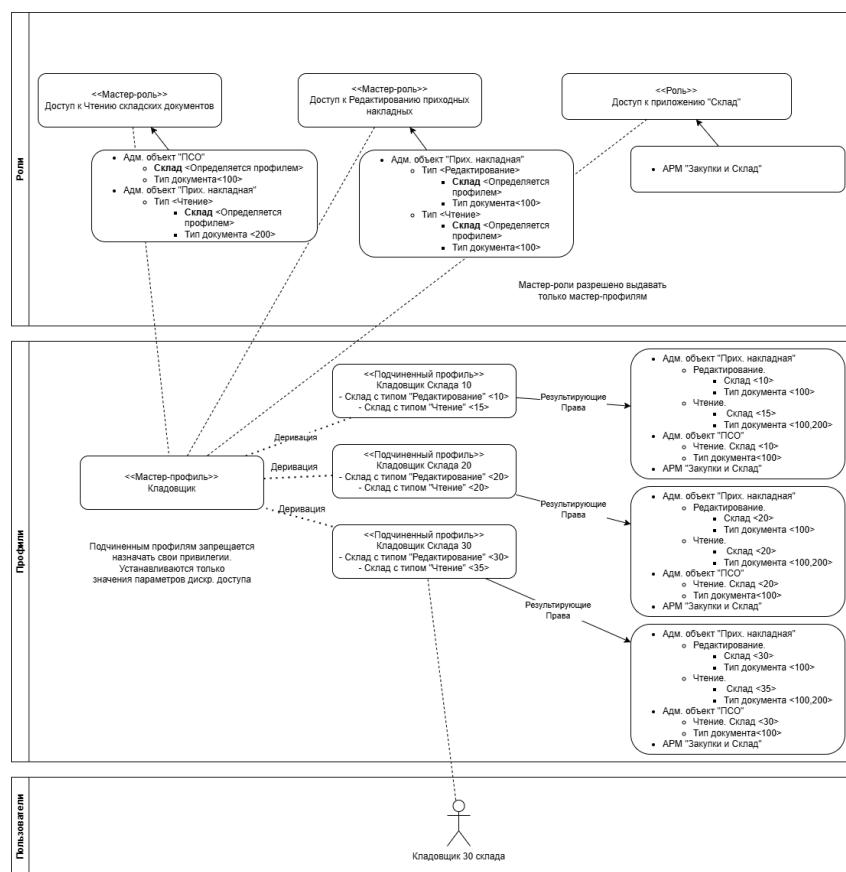 Роли
<<Мастер-роль>>
Доступ к Чтению складских документов
<<Мастер-роль>>
Доступ к Редактированию приходных
накладных
<<Роль>>
Доступ к приложению "Склад"
Адм. объект "ПСО"
Склад <Определяется профилем>
Тип документа<100>
Адм. объект "Прих. накладная"
Тип <Чтение>
Склад <Определяется
профилем>
Тип документа <200>
Адм. объект "Прих. накладная"
Тип <Редактирование>
Склад <Определяется
профилем>
Тип документа<100>
Тип <Чтение>
Склад <Определяется
профилем>
Тип документа<100>
АРМ "Закупки и Склад"
Мастер-роли разрешено выдавать
только мастер-профилям
Профили
<<Мастер-профиль>>
Кладовщик
Подчиненным профилям запрещается
назначать свои привилегии.
Устанавливаются только
значения параметров дискр. доступа
Деривация
Деривация
Деривация
<<Подчиненный профиль>>
Кладовщик Склада 10
- Склад с типом "Редактирование" <10>
- Склад с типом "Чтение" <15>
<<Подчиненный профиль>>
Кладовщик Склада 20
- Склад с типом "Редактирование" <20>
- Склад с типом "Чтение" <20>
<<Подчиненный профиль>>
Кладовщик Склада 30
- Склад с типом "Редактирование" <30>
- Склад с типом "Чтение" <35>
Результирующие
Права
Результирующие
Права
Результирующие
Права
Адм. объект "Прих. накладная"
Редактирование.
Склад <10>
Тип документа <100>
Чтение.
Склад <15>
Тип документа <100,200>
Адм. объект "ПСО"
Чтение. Склад <10>
Тип документа<100>
АРМ "Закупки и Склад"
Адм. объект "Прих. накладная"
Редактирование.
Склад <20>
Тип документа <100>
Чтение.
Склад <20>
Тип документа <100,200>
Адм. объект "ПСО"
Чтение. Склад <20>
Тип документа<100>
АРМ "Закупки и Склад"
Адм. объект "Прих. накладная"
Редактирование.
Склад <30>
Тип документа <100>
Чтение.
Склад <35>
Тип документа <100,200>
Адм. объект "ПСО"
Чтение. Склад <30>
Тип документа<100>
АРМ "Закупки и Склад"
Пользователи
Кладовщик 30 склада